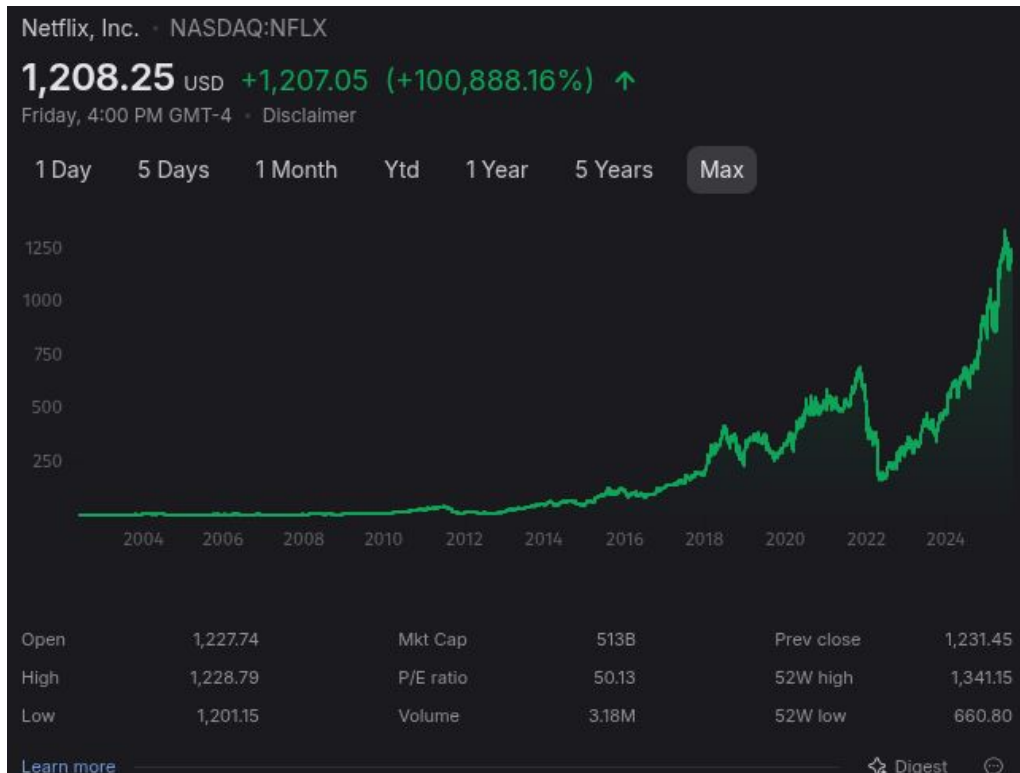 Netflix, Inc. · NASDAQ:NFLX
1,208.25 USD +1,207.05 (+100,888.16%) ↑
Friday, 4:00 PM GMT-4 · Disclaimer
1 Day 5 Days 1 Month Ytd 1 Year 5 Years Max
1250
1000
750
500
250
2004 2006 2008 2010 2012 2014 2016 2018 2020 2022 2024
Open 1,227.74 Mkt Cap 513B Prev close 1,231.45
High 1,228.79 P/E ratio 50.13 52W high 1,341.15
Low 1,201.15 Volume 3.18M 52W low 660.80
Learn more Digest